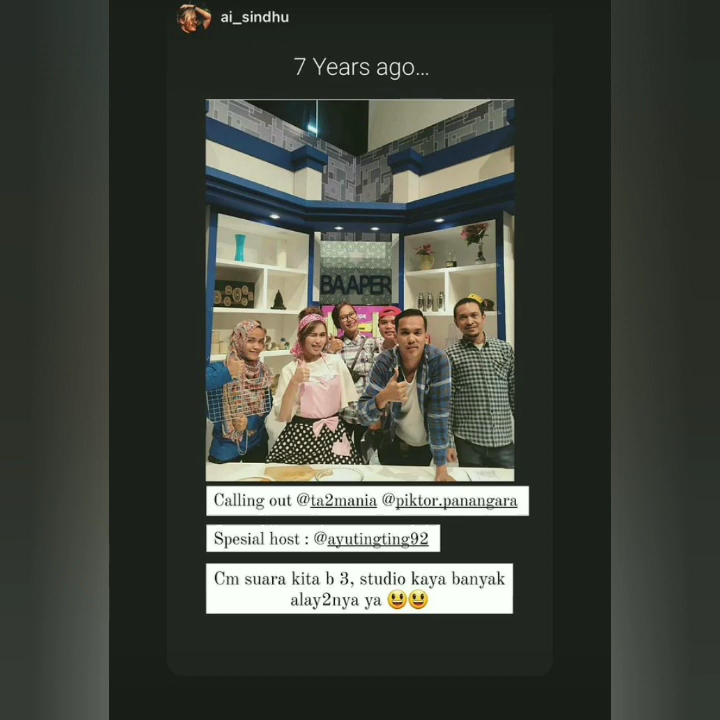 ai_sindhu
7 Years ago...
BAAPER
Calling out @ta2mania @piktor.panangara
Spesial host : @ayutingting92
Cm suara kita b 3, studio kaya banyak
alay2nya ya 😃😃